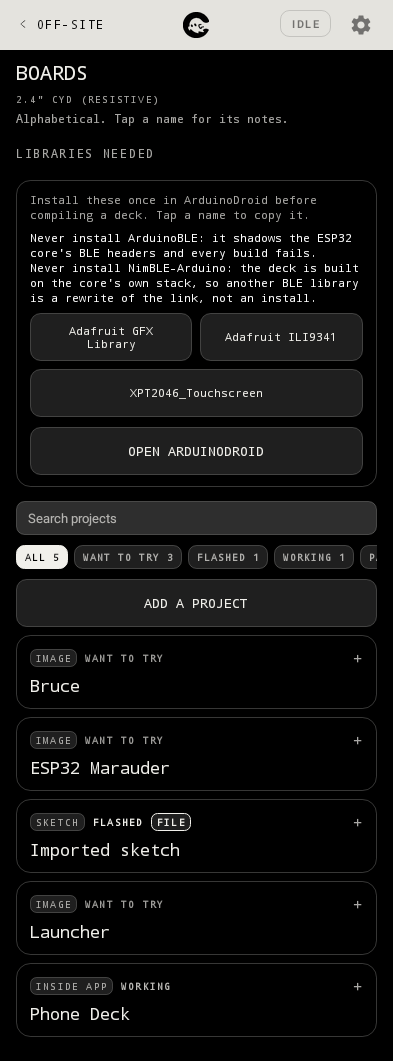 OFF-SITE
IDLE
BOARDS
2.4" CYD (RESISTIVE)
Alphabetical. Tap a name for its notes.
LIBRARIES NEEDED
Install these once in ArduinoDroid before
compiling a deck. Tap a name to copy it.
Never install ArduinoBLE: it shadows the ESP32
core's BLE headers and every build fails.
Never install NimBLE-Arduino: the deck is built
on the core's own stack, so another BLE library
is a rewrite of the link, not an install.
Adafruit GFX
Library
Adafruit ILI9341
XPT2046_Touchscreen
OPEN ARDUINODROID
Search projects
ALL 5 WANT TO TRY 3 FLASHED 1 WORKING 1
ADD A PROJECT
IMAGE WANT TO TRY +
Bruce
IMAGE WANT TO TRY +
ESP32 Marauder
SKETCH FLASHED FILE +
Imported sketch
IMAGE WANT TO TRY +
Launcher
INSIDE APP WORKING +
Phone Deck